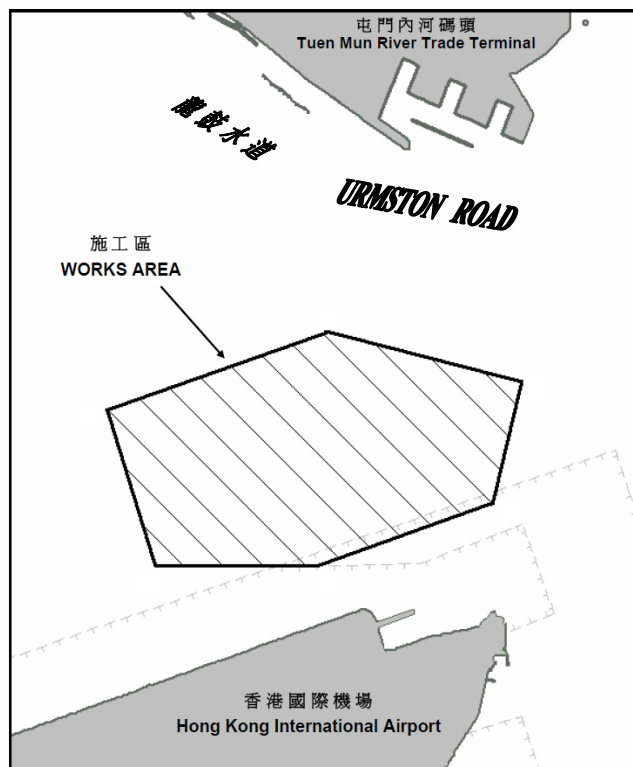 屯門內河碼頭
Tuen Mun River Trade Terminal
龍鼓水道
URMSTON ROAD
施工區
WORKS AREA
香港國際機場
Hong Kong International Airport